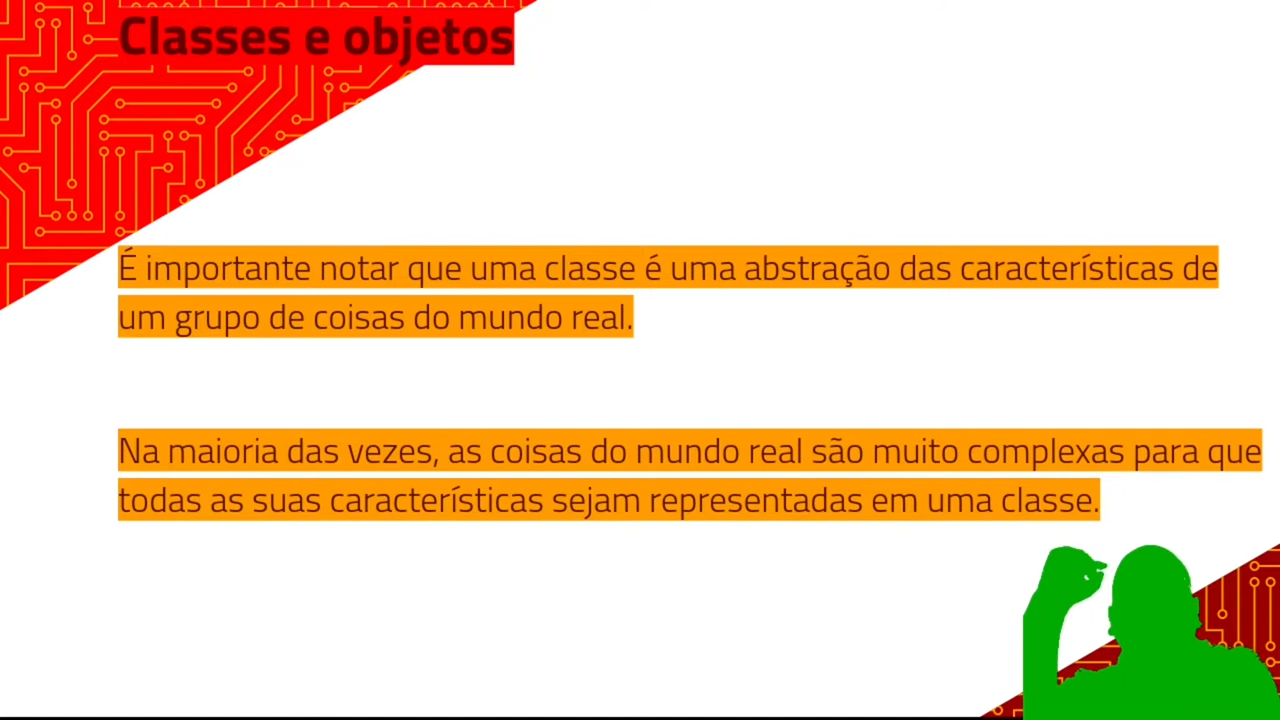 Classes e objetos
É importante notar que uma classe é uma abstração das características de
um grupo de coisas do mundo real.
Na maioria das vezes, as coisas do mundo real são muito complexas para que
todas as suas características sejam representadas em uma classe.